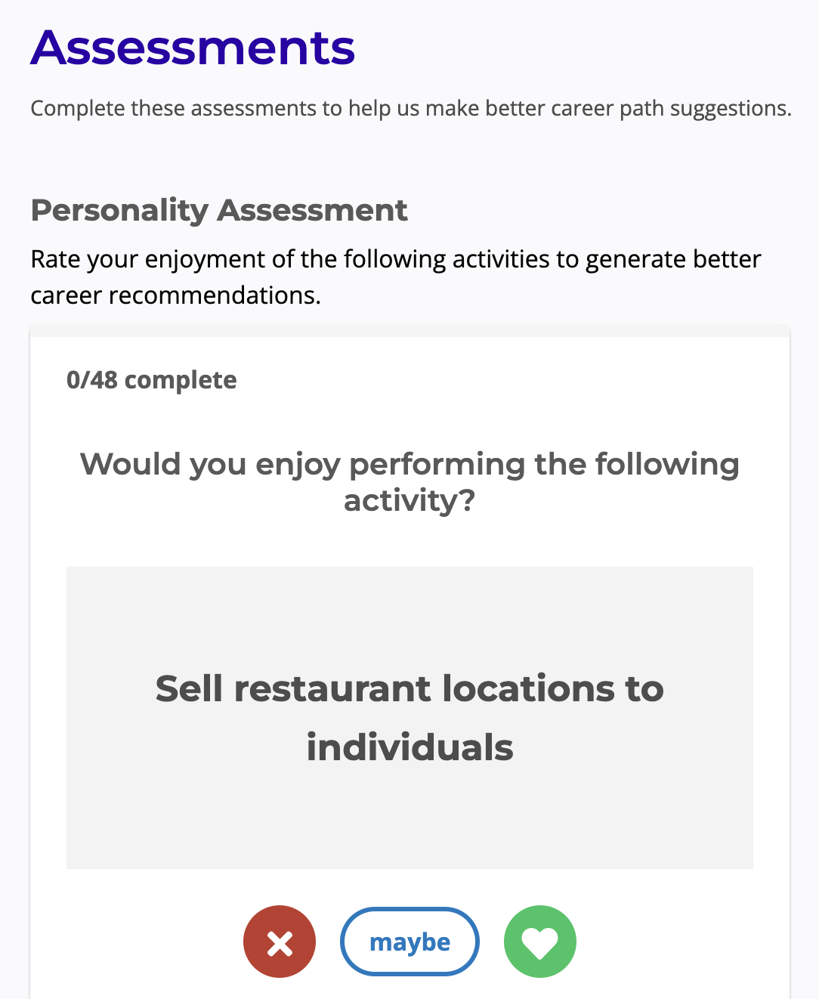 Assessments
Complete these assessments to help us make better career path suggestions.
Personality Assessment
Rate your enjoyment of the following activities to generate better
career recommendations.
0/48 complete
Would you enjoy performing the following
activity?
Sell restaurant locations to
individuals
maybe